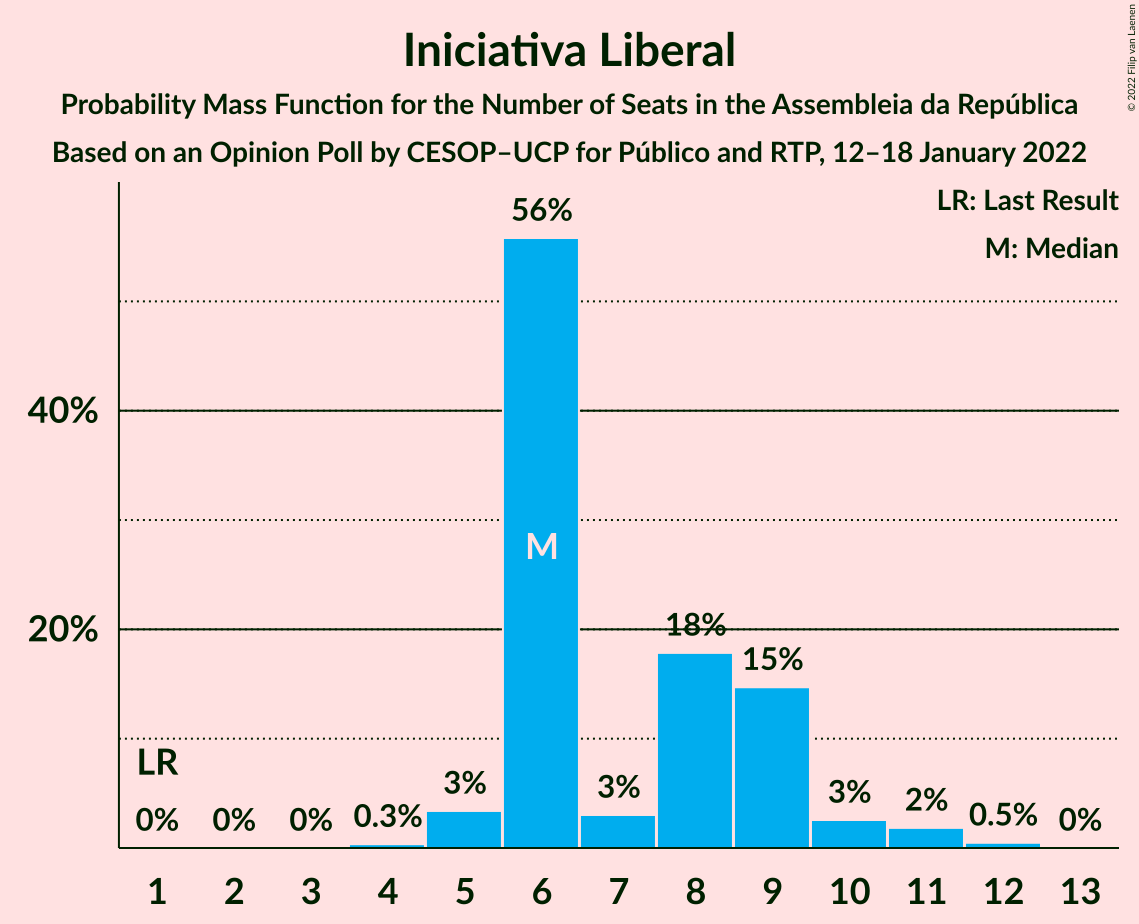 Iniciativa Liberal
Probability Mass Function for the Number of Seats in the Assembleia da República
Based on an Opinion Poll by CESOP–UCP for Público and RTP, 12–18 January 2022
© 2022 Filip van Laenen
LR: Last Result
M: Median
56%
40%
M
20%
18%
15%
LR
0%
0%
0%
0.3%
3%
3%
3%
2%
0.5%
0%
1 2 3 4 5 6 7 8 9 10 11 12 13